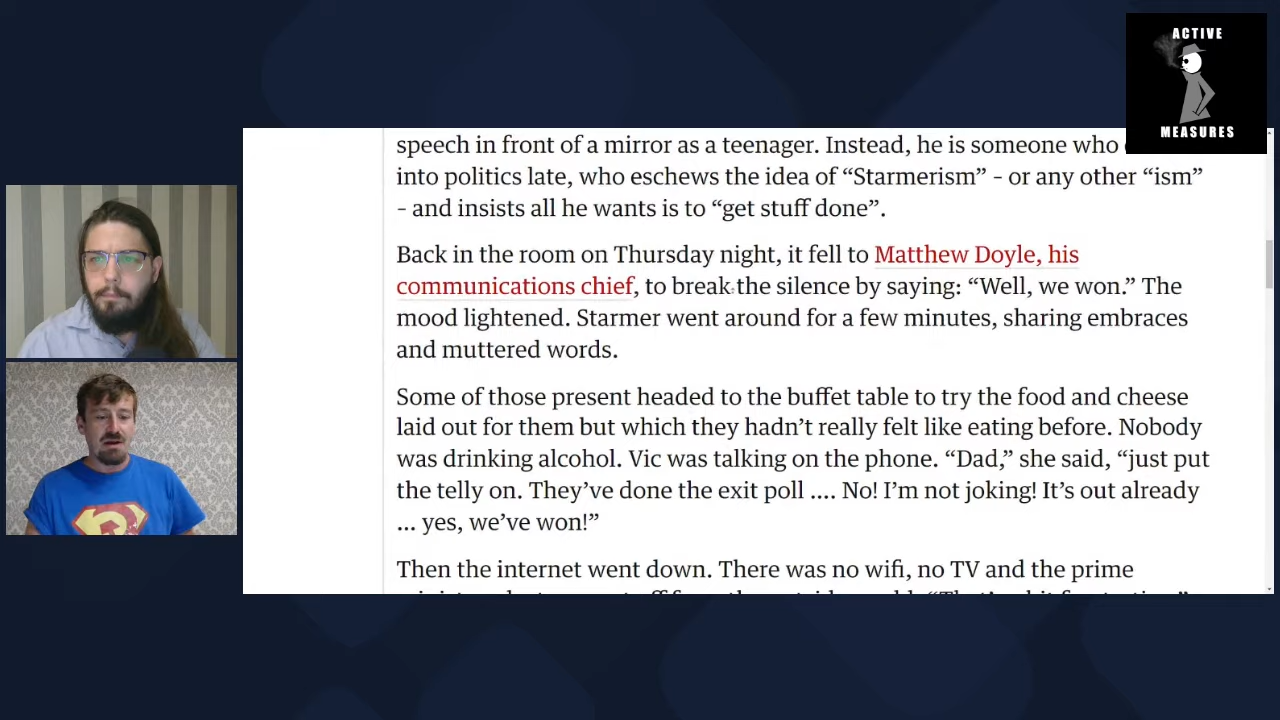 ACTIVE
MEASURES
speech in front of a mirror as a teenager. Instead, he is someone who
into politics late, who eschews the idea of “Starmerism” – or any other “ism”
– and insists all he wants is to “get stuff done”.
Back in the room on Thursday night, it fell to Matthew Doyle, his
communications chief, to break the silence by saying: “Well, we won.” The
mood lightened. Starmer went around for a few minutes, sharing embraces
and muttered words.
Some of those present headed to the buffet table to try the food and cheese
laid out for them but which they hadn’t really felt like eating before. Nobody
was drinking alcohol. Vic was talking on the phone. “Dad,” she said, “just put
the telly on. They’ve done the exit poll .... No! I’m not joking! It’s out already
... yes, we’ve won!”
Then the internet went down. There was no wifi, no TV and the prime